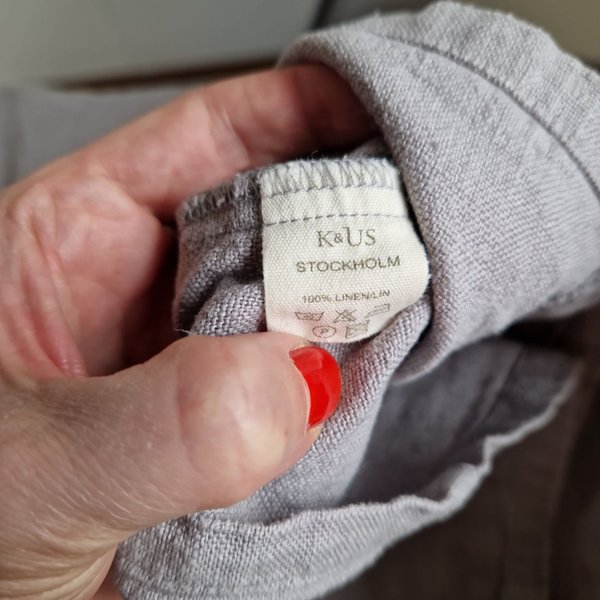 K&US
STOCKHOLM
100% LINEN/LIN
P